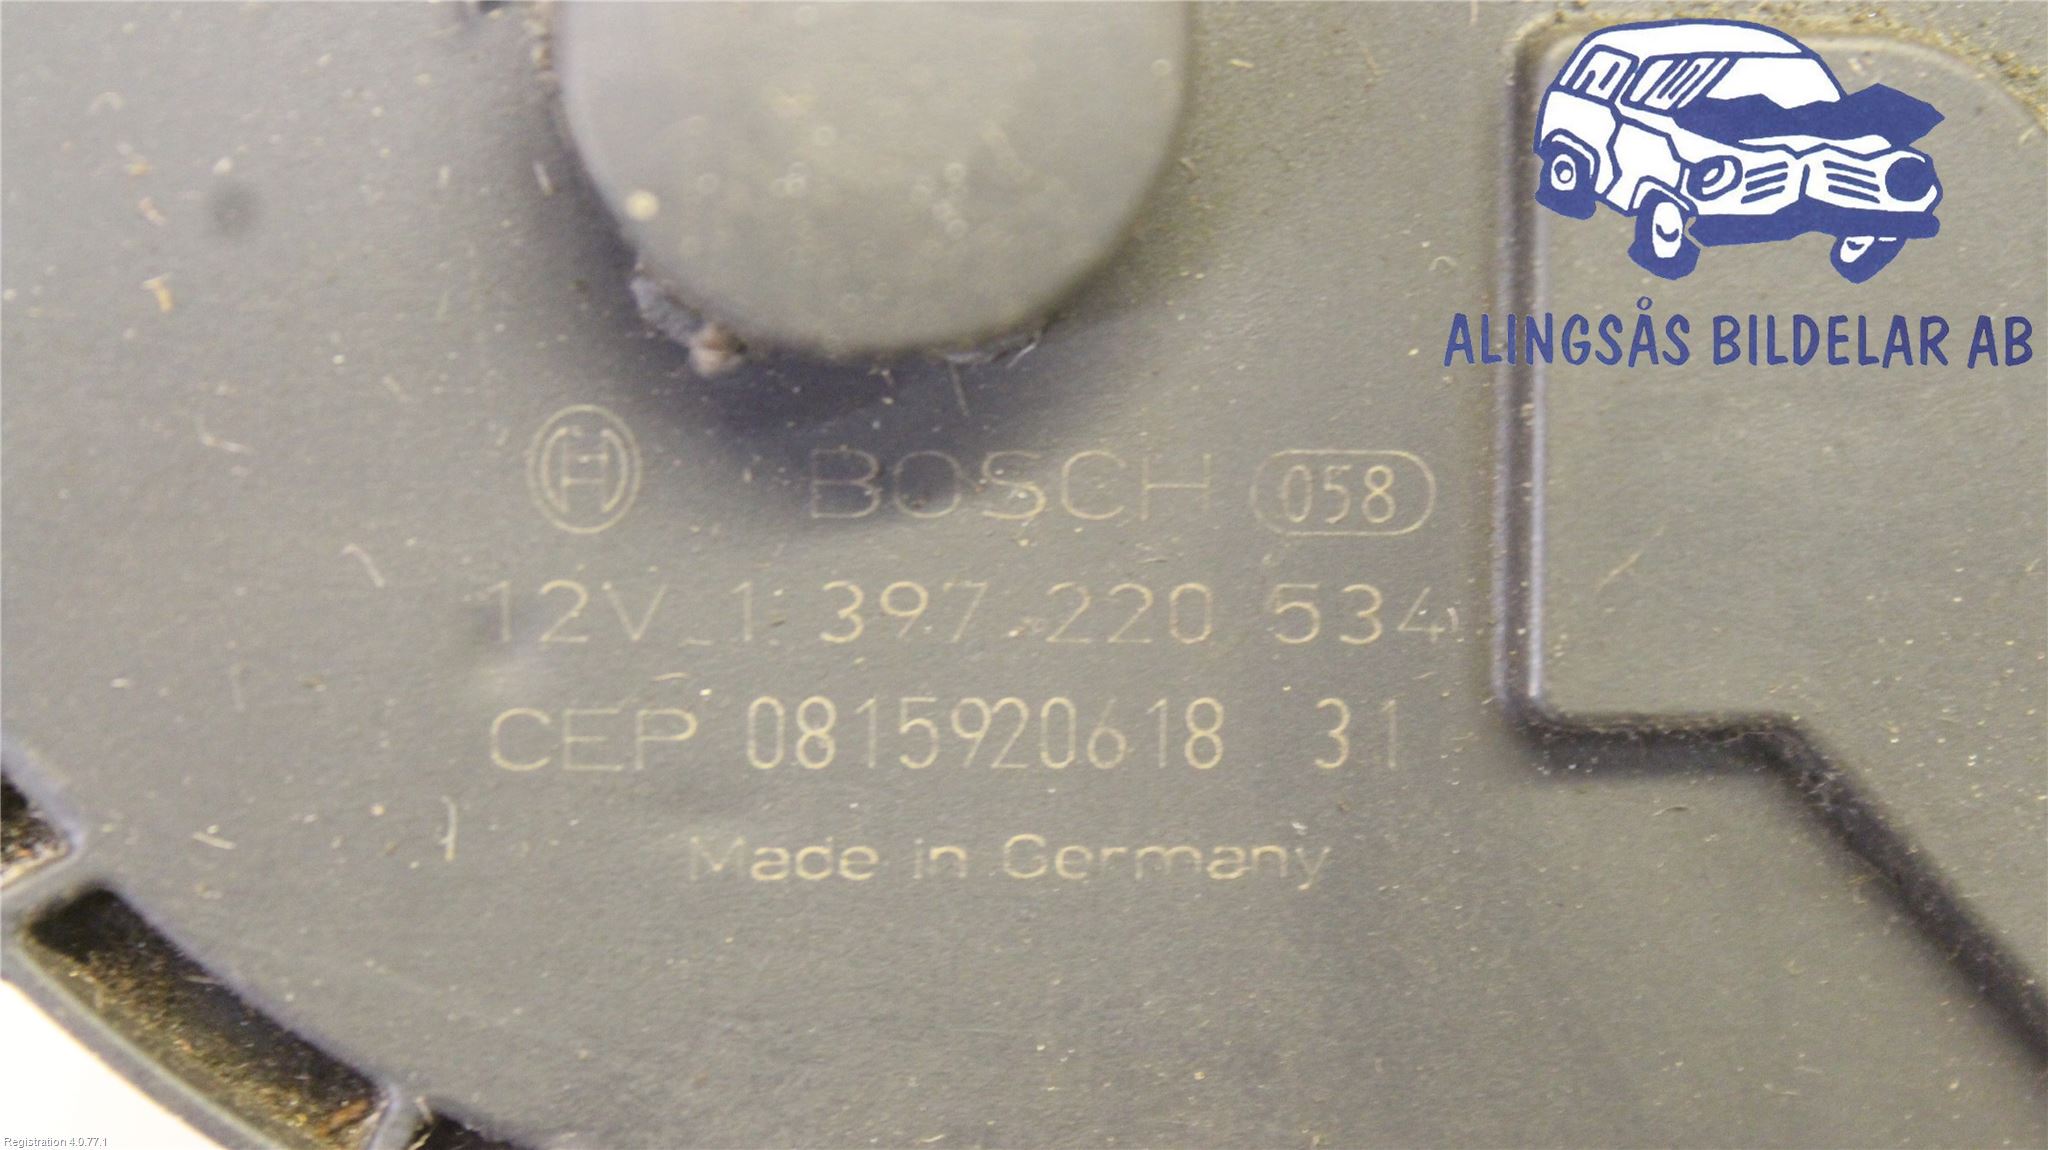 ALINGSÅS BILDELAR AB
BOSCH 058
12V 1 397 220 534
CEP 0815920618 31
Made in Germany
Registration 4.0.77.1